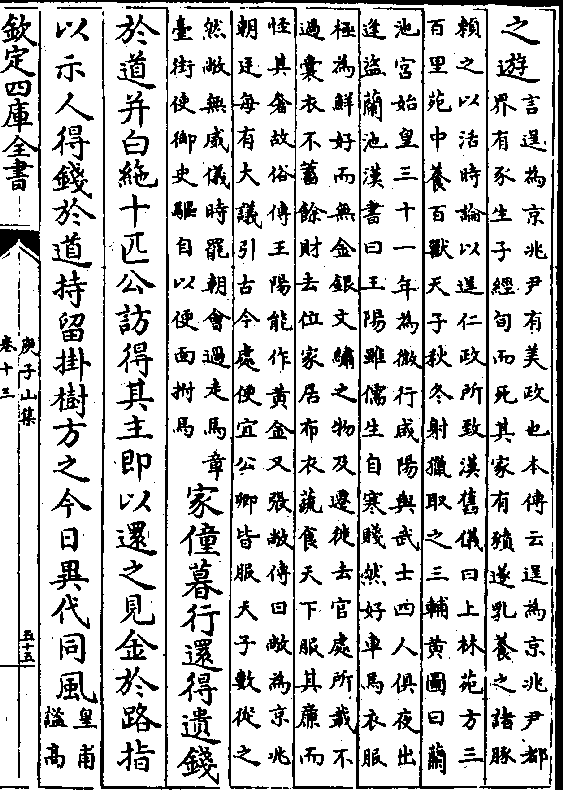 之遊言逞為京兆尹有美政也本傳云逞為京兆尹都
界有豕生子經旬而死其家有豶遂乳養之諸豚
賴之以活時論以逞仁政所致漢舊儀曰上林苑方三
百里苑中養百獸天子秋冬射獵取之三輔黄圖曰蘭
池宫始皇三十一年為微行咸陽與武士四人俱夜出
逢盗蘭池漢書曰王陽雖儒生自寒賤然好車馬衣服
極為鮮好而無金銀文繡之物及遷徙去官處所載不
過囊衣不蓄餘財去位家居布衣蔬食天下服其廉而
怪其奢故俗傳王陽能作黄金又張敞傳曰敞為京兆
朝廷每有大議引古今處便宜公卿皆服天子數從之
然敞無威儀時罷朝會過走馬章
臺街使御史驅自以便面拊馬
家僮暮行還得遺錢
於道并白絁十匹公訪得其主即以還之見金於路指
以示人得錢於道持留掛樹方之今日異代同風皇甫
謐高
欽定四庫全書
庾子山集
卷十三
五十五